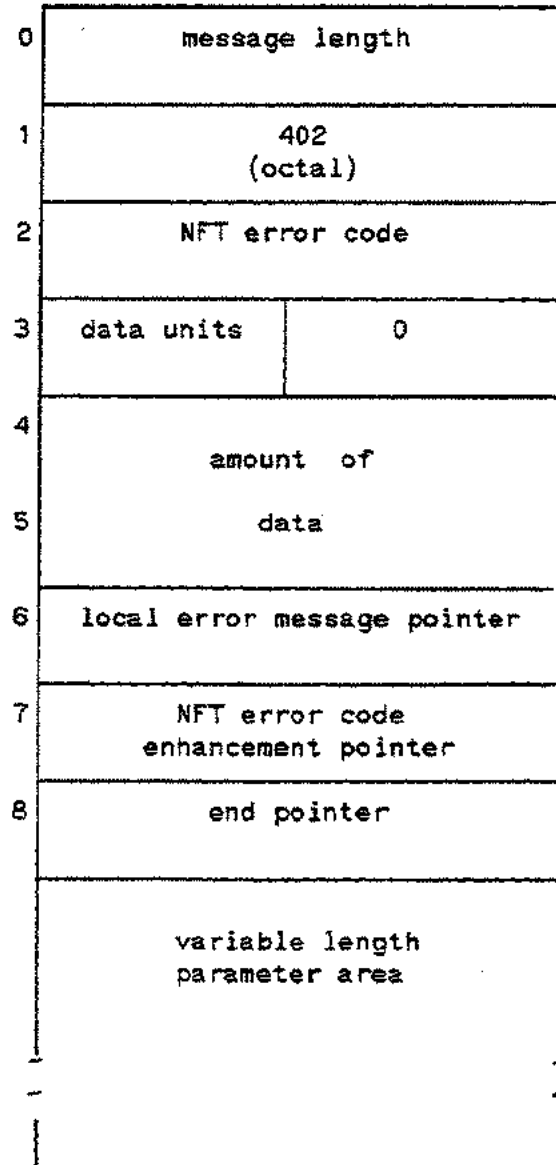 0 message length
1 402
(octal)
2 NFT error code
3 data units 0
4
amount of
5 data
6 local error message pointer
7 NFT error code
enhancement pointer
8 end pointer
variable length
parameter area